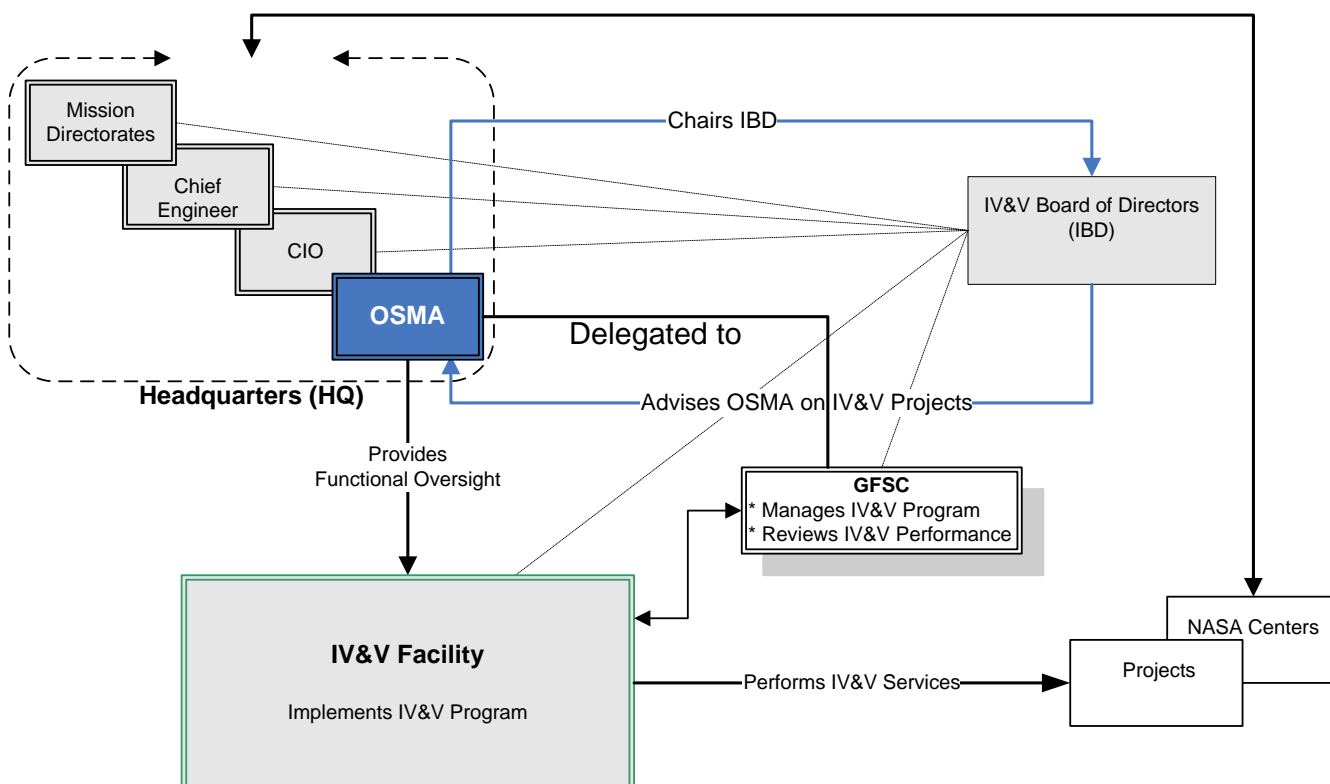 Mission
Directorates
Chief
Engineer
CIO
OSMA
Headquarters (HQ)
Chairs IBD
IV&V Board of Directors
(IBD)
Delegated to
Advises OSMA on IV&V Projects
Provides
Functional Oversight
GFSC
* Manages IV&V Program
* Reviews IV&V Performance
IV&V Facility
Implements IV&V Program
Performs IV&V Services
NASA Centers
Projects